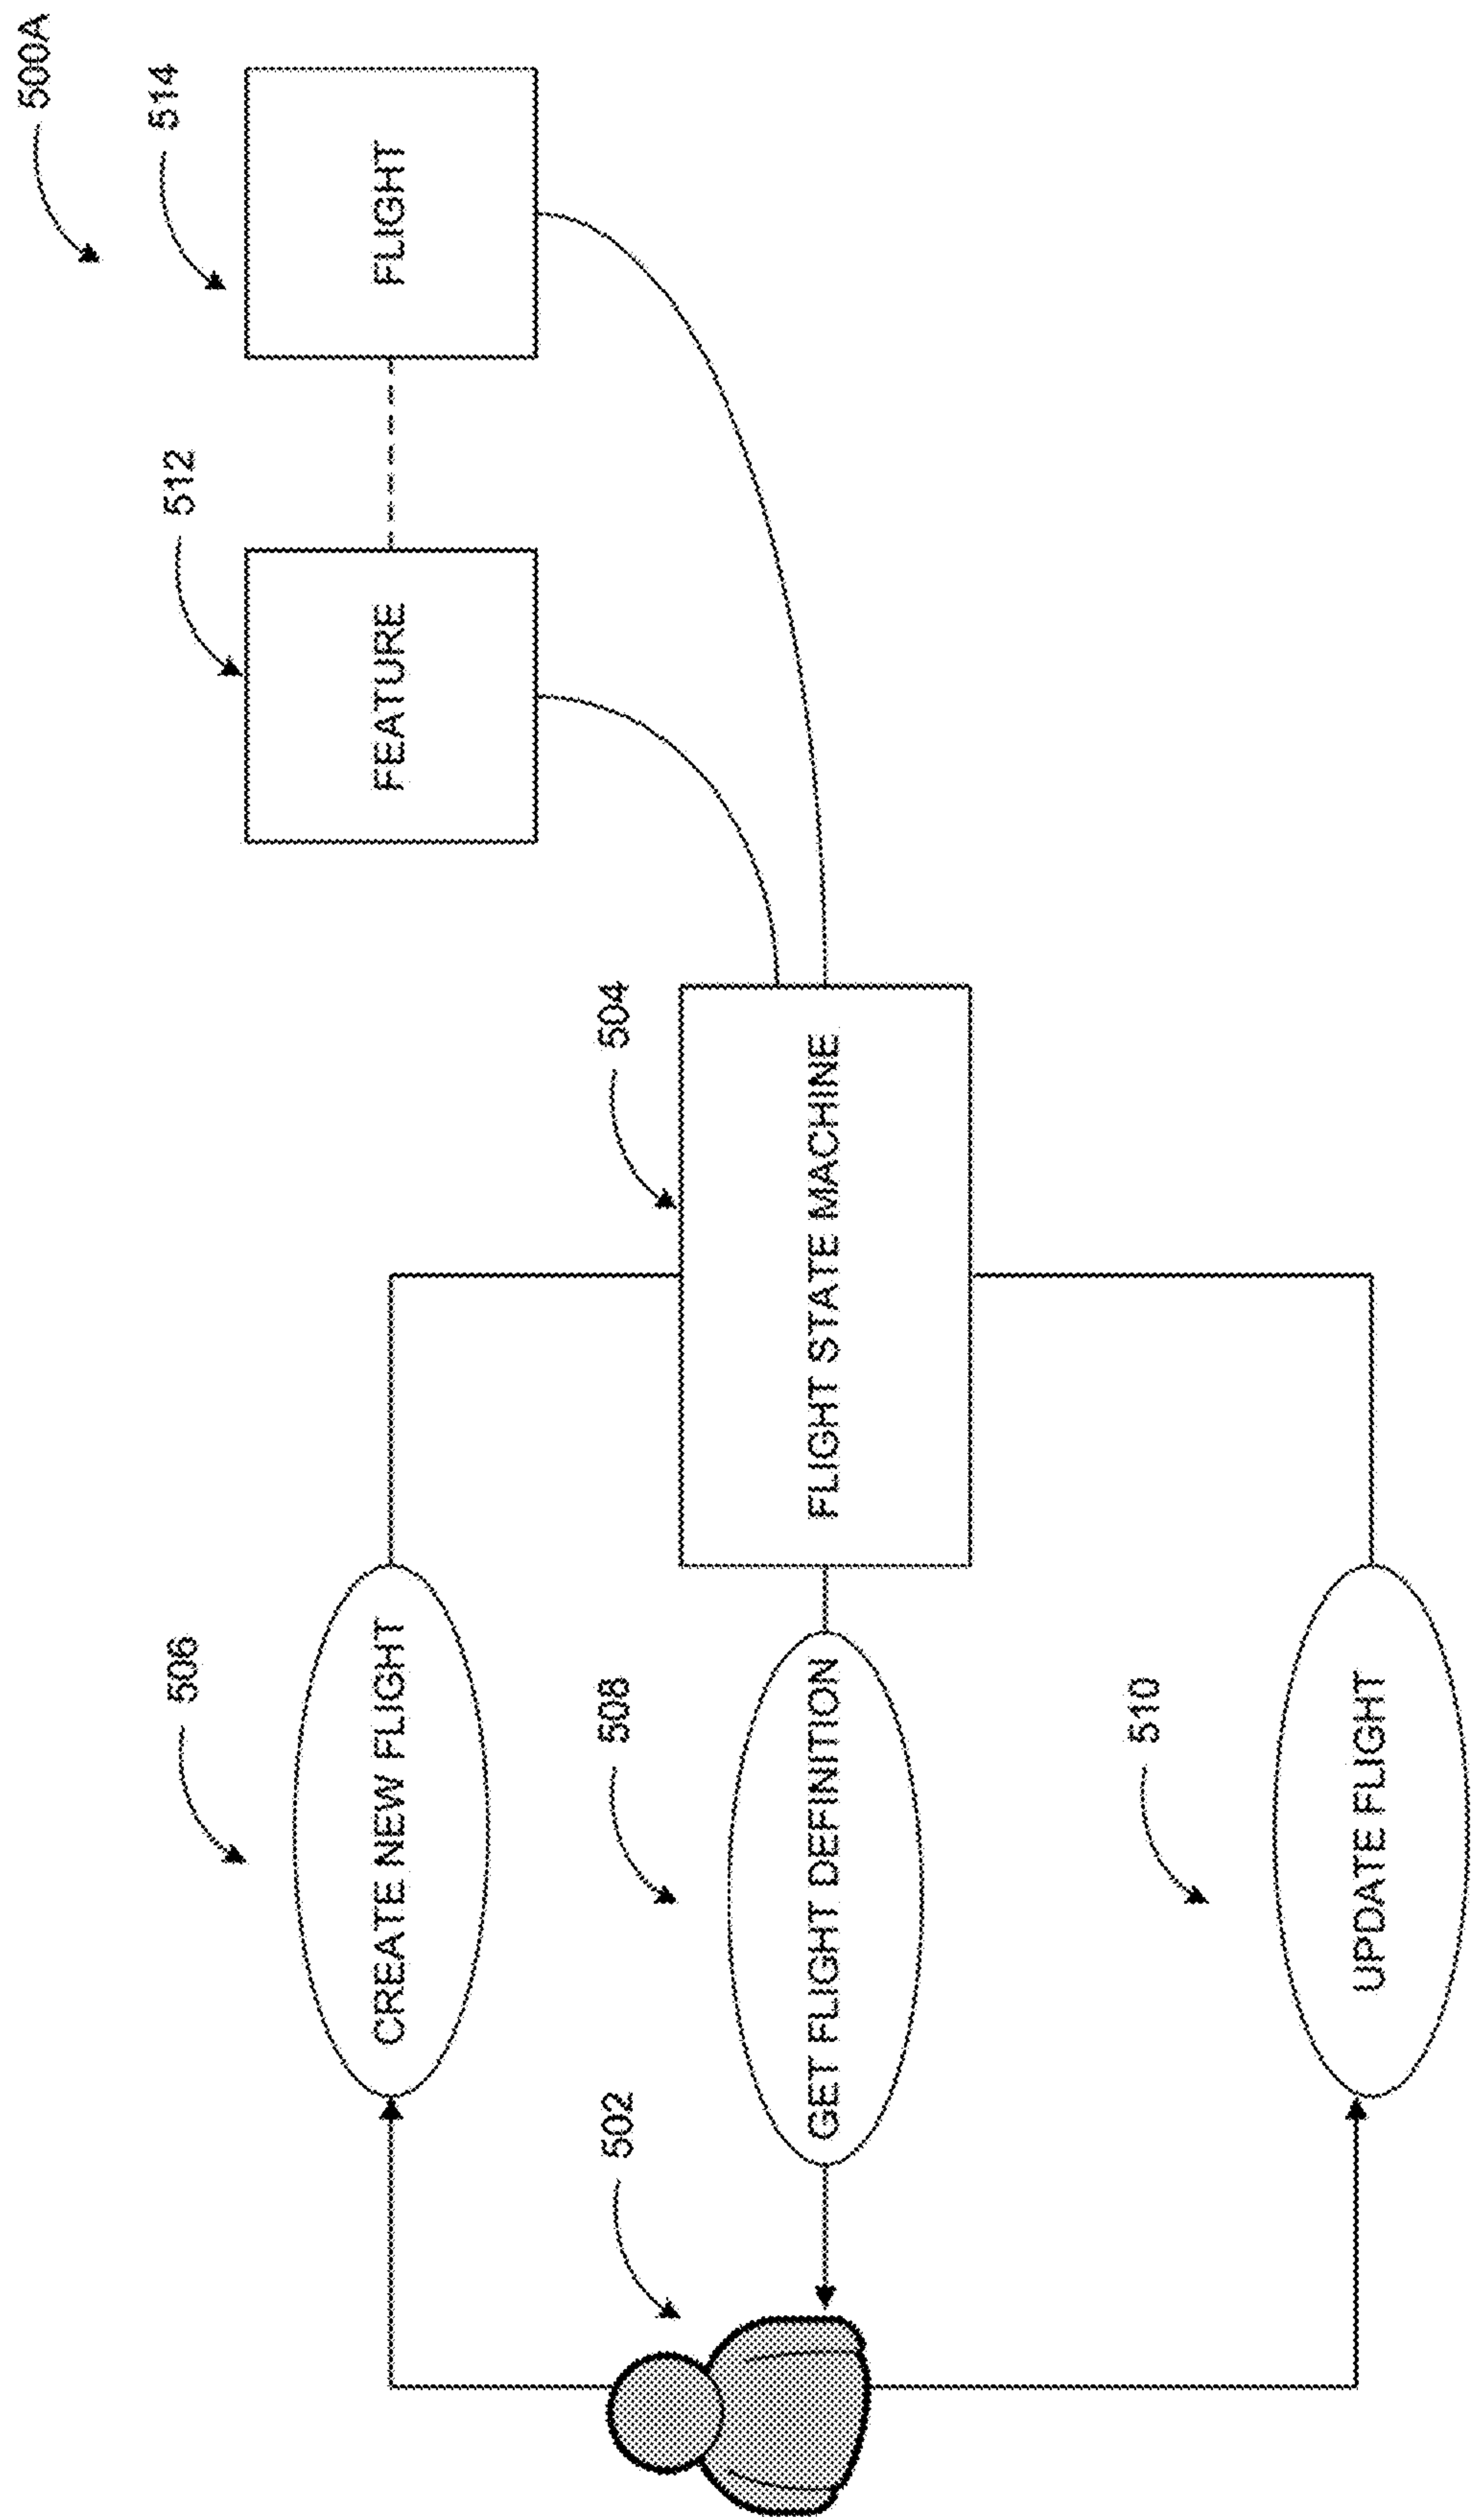 500A
506
CREATE NEW FLIGHT
512
FEATURE
514
FLIGHT
502
508
GET FLIGHT DEFINITION
504
FLIGHT STATE MACHINE
510
UPDATE FLIGHT